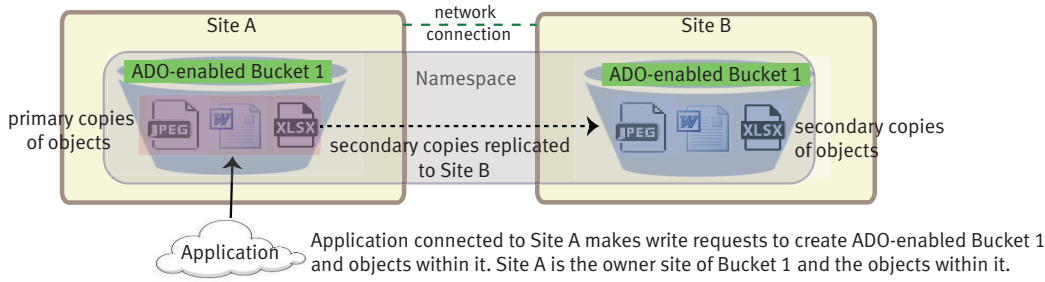 Site A
network
connection
Site B
ADO-enabled Bucket 1
Namespace
ADO-enabled Bucket 1
primary copies
of objects
JPEG
W
XLSX
JPEG
W
XLSX
secondary copies
of objects
secondary copies replicated
to Site B
Application
Application connected to Site A makes write requests to create ADO-enabled Bucket 1
and objects within it. Site A is the owner site of Bucket 1 and the objects within it.